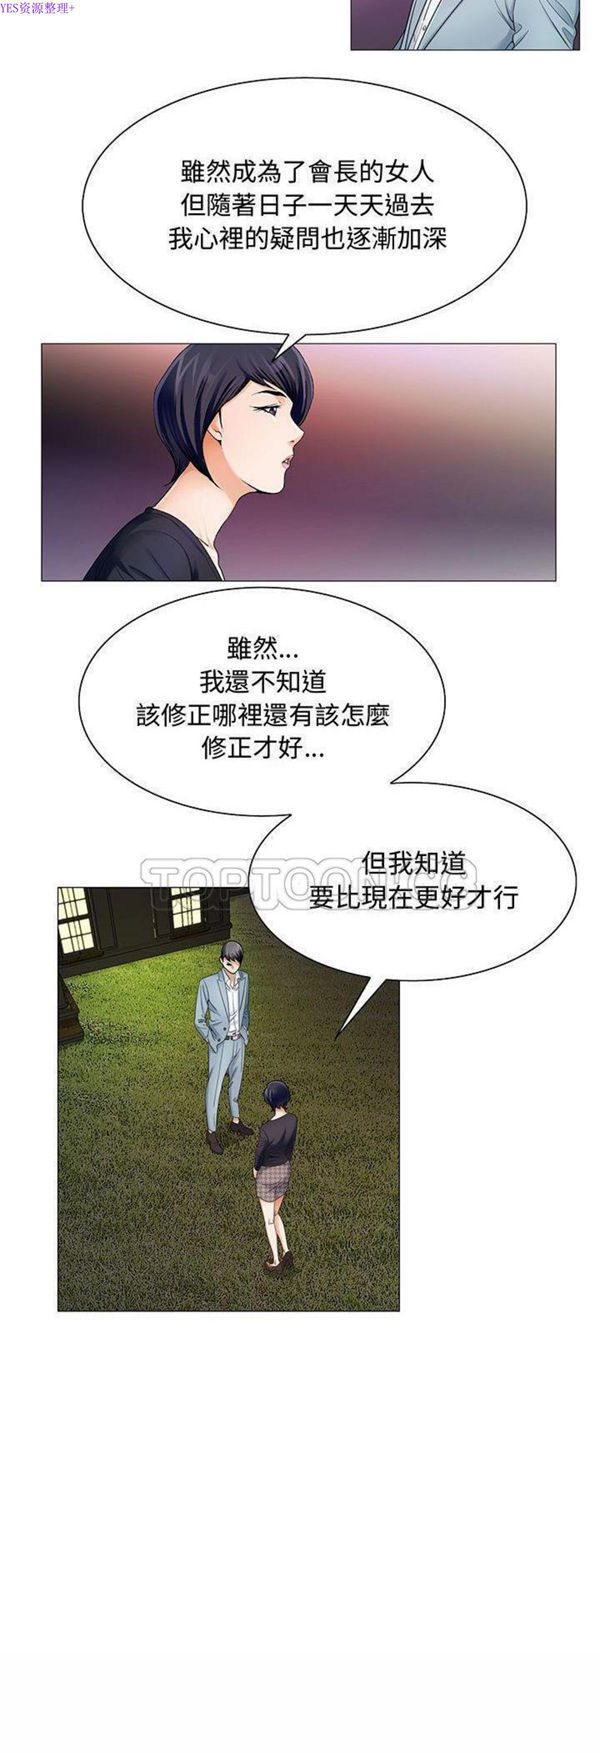 YES资源整理+
雖然成為了會長的女人
但隨著日子一天天過去
我心裡的疑問也逐漸加深
雖然...
我還不知道
該修正哪裡還有該怎麼
修正才好...
但我知道
要比現在更好才行
TOPTOON.CC